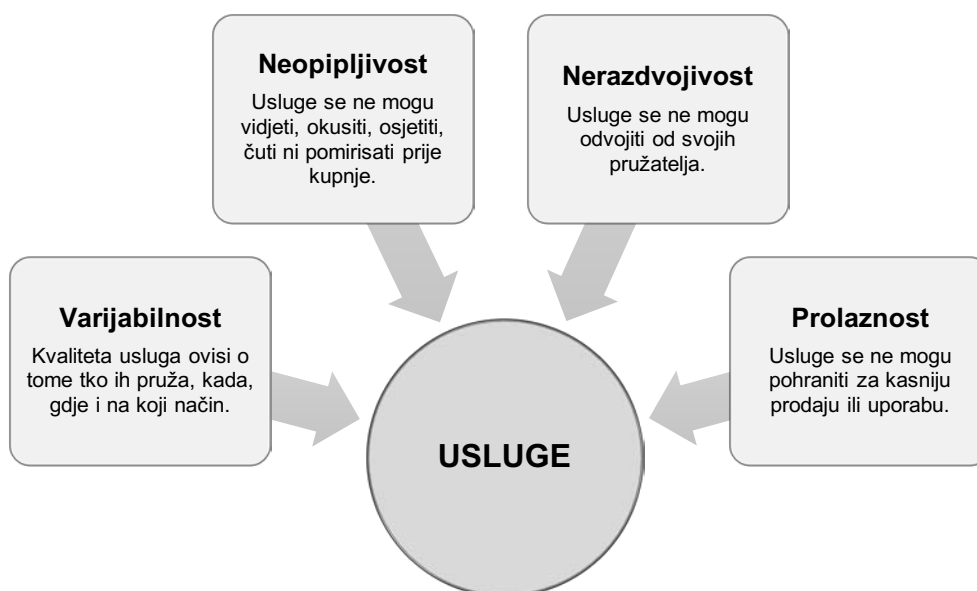 Neopipljivost
Usluge se ne mogu
vidjeti, okusiti, osjetiti,
čuti ni pomirisati prije
kupnje.
Nerazdvojivost
Usluge se ne mogu
odvojiti od svojih
pružatelja.
Varijabilnost
Kvaliteta usluga ovisi o
tome tko ih pruža, kada,
gdje i na koji način.
Prolaznost
Usluge se ne mogu
pohraniti za kasniju
prodaju ili uporabu.
USLUGE